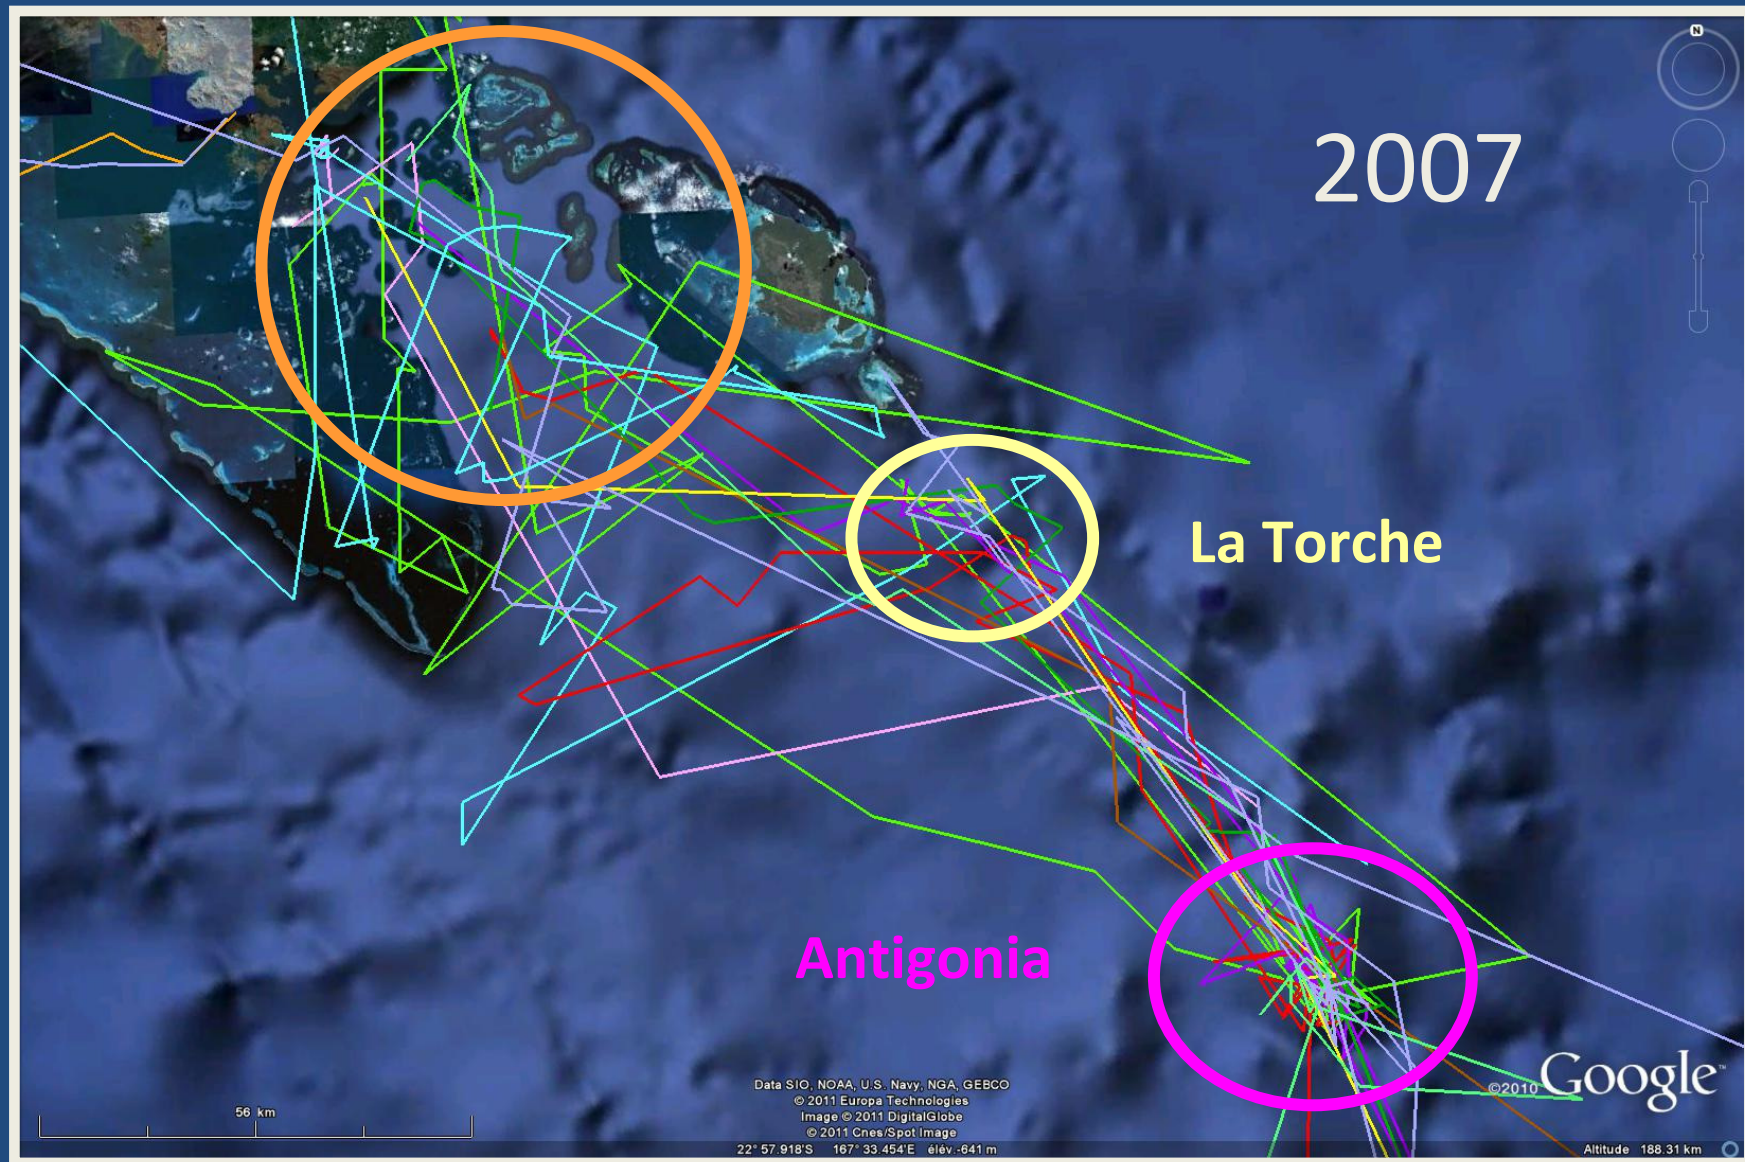 N
2007
La Torche
Antigonia
©2010 Google™
Data SIO, NOAA, U.S. Navy, NGA, GEBCO
© 2011 Europa Technologies
Image © 2011 DigitalGlobe
© 2011 Cnes/Spot Image
56 km
22° 57.918'S 167° 33.454'E élév.-641 m
Altitude 188.31 km